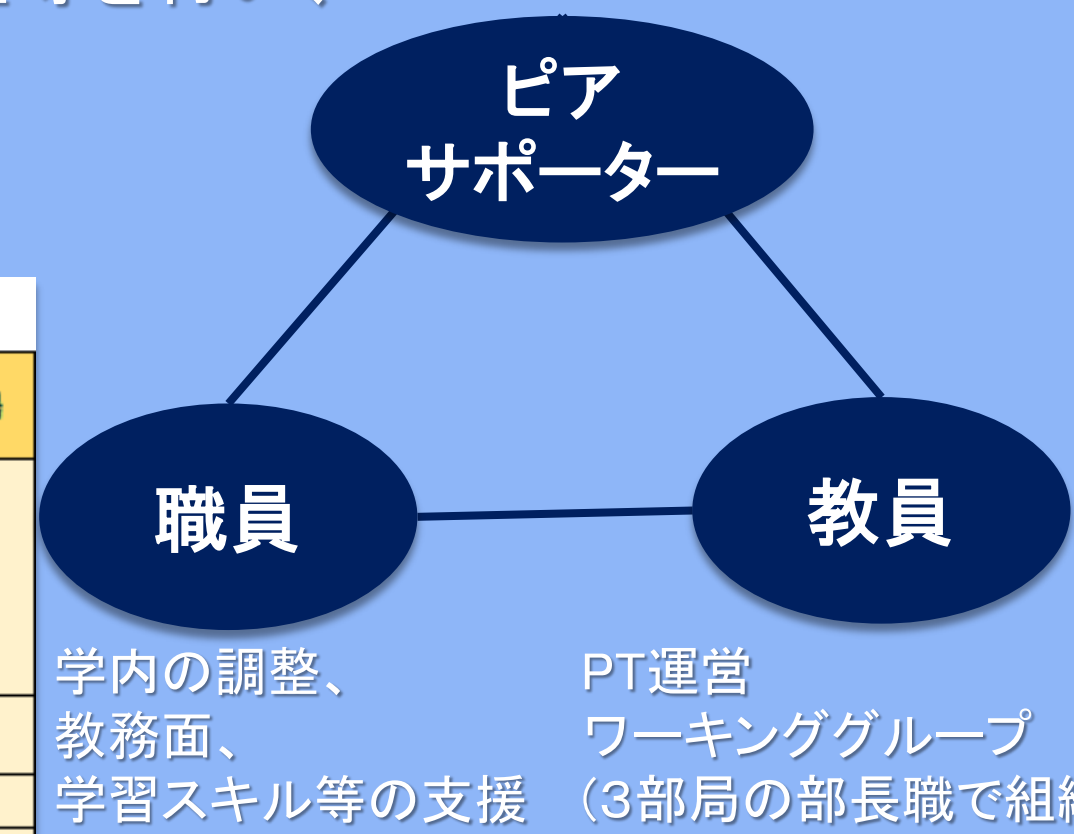 ピア
サポーター
職員
教員
学内の調整、
教務面、
学習スキル等の支援
PT運営
ワーキンググループ
（3部局の部長職で組